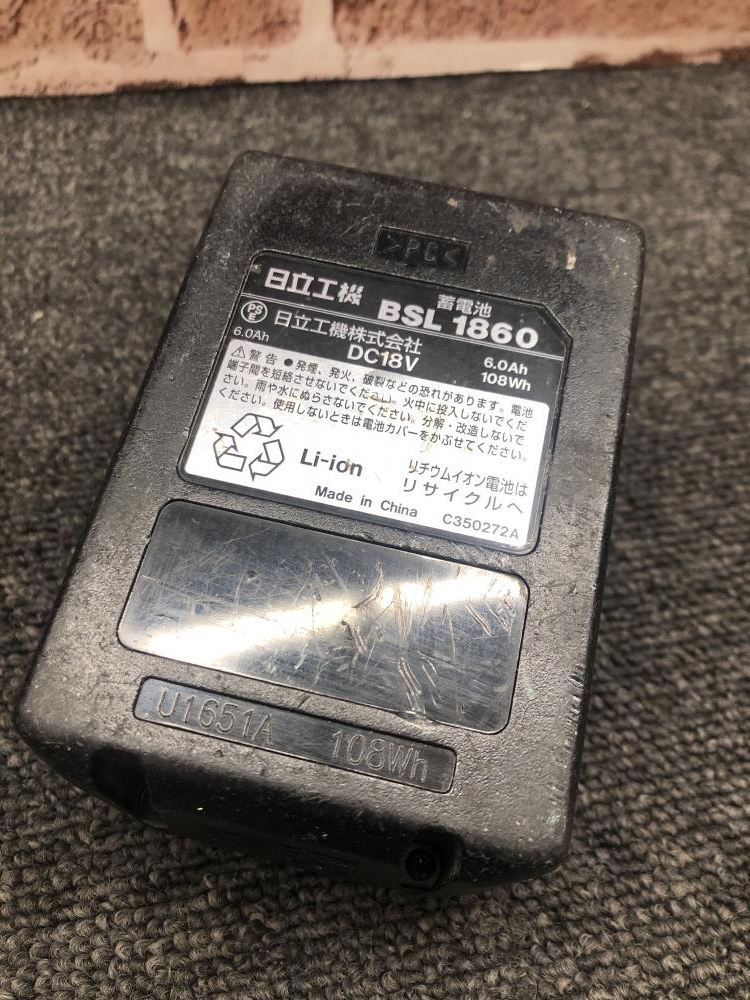 >PC<
日立工機 蓄電池 BSL 1860
PSE 日立工機株式会社
6.0Ah DC18V 6.0Ah 108Wh
⚠警告 ●発煙、発火、破裂などの恐れがあります。電池
端子間を短絡させないでください。火中に投入しないでくだ
さい。雨や水にぬらさないでください。分解・改造しないで
ください。使用しないときは電池カバーをかぶせてください。
Li-ion リチウムイオン電池は
リサイクルへ
Made in China C350272A
U1651A 108Wh